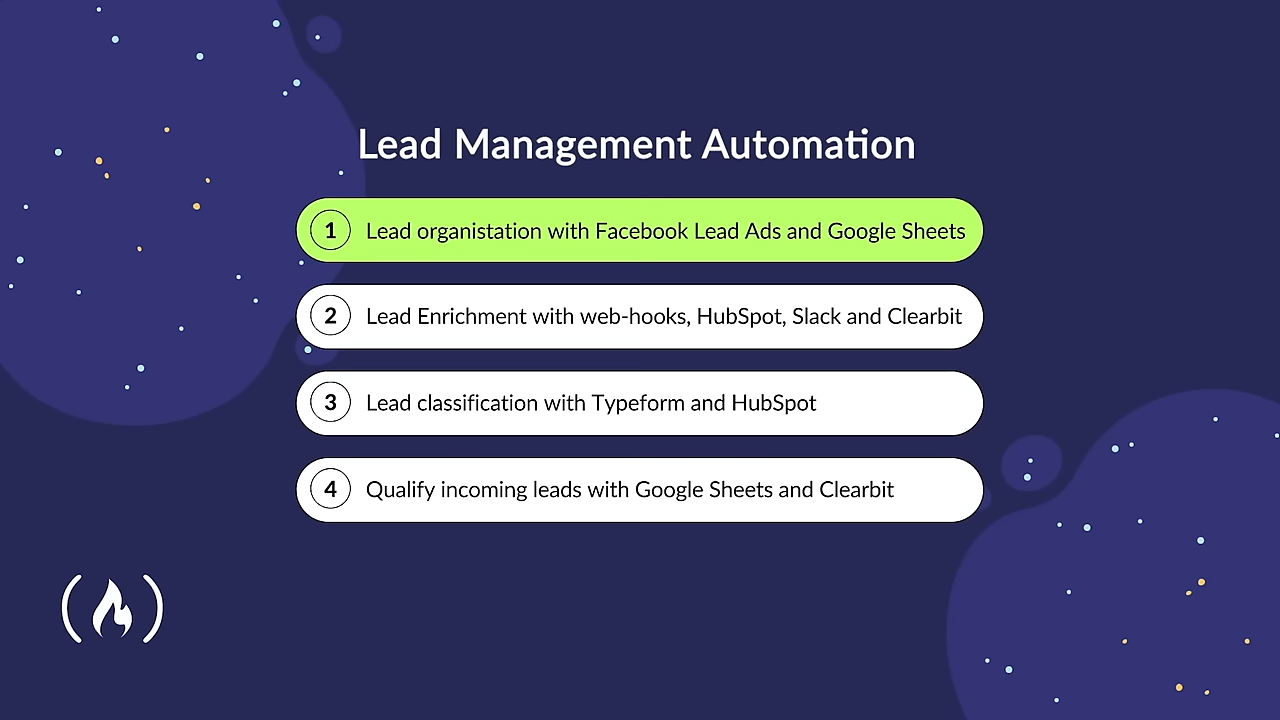 Lead Management Automation
1 Lead organistation with Facebook Lead Ads and Google Sheets
2 Lead Enrichment with web-hooks, HubSpot, Slack and Clearbit
3 Lead classification with Typeform and HubSpot
4 Qualify incoming leads with Google Sheets and Clearbit